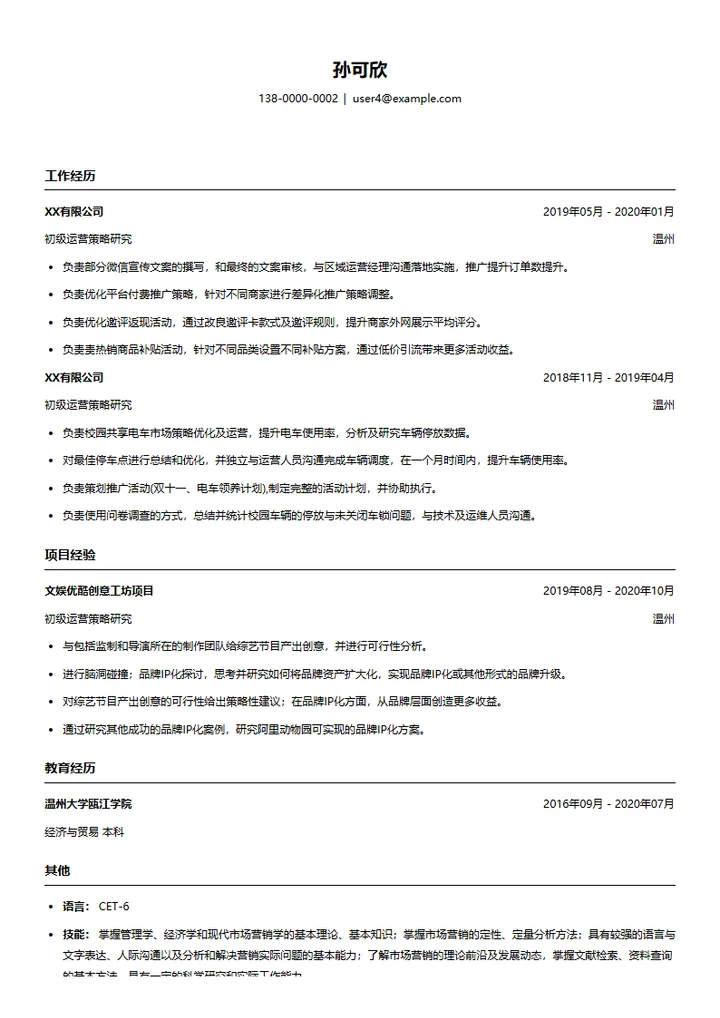 孙可欣
138-0000-0002 | user4@example.com
工作经历
XX有限公司 2019年05月 - 2020年01月
初级运营策略研究 温州
• 负责部分微信宣传文案的撰写，和最终的文案审核，与区域运营经理沟通落地实施，推广提升订单数提升。
• 负责优化平台付费推广策略，针对不同商家进行差异化推广策略调整。
• 负责优化邀评返现活动，通过改良邀评卡款式及邀评规则，提升商家外网展示平均评分。
• 负责责热销商品补贴活动，针对不同品类设置不同补贴方案，通过低价引流带来更多活动收益。
XX有限公司 2018年11月 - 2019年04月
初级运营策略研究 温州
• 负责校园共享电车市场策略优化及运营，提升电车使用率，分析及研究车辆停放数据。
• 对最佳停车点进行总结和优化，并独立与运营人员沟通完成车辆调度，在一个月时间内，提升车辆使用率。
• 负责策划推广活动(双十一、电车领养计划),制定完整的活动计划，并协助执行。
• 负责使用问卷调查的方式，总结并统计校园车辆的停放与未关闭车锁问题，与技术及运维人员沟通。
项目经验
文娱优酷创意工坊项目 2019年08月 - 2020年10月
初级运营策略研究 温州
• 与包括监制和导演所在的制作团队给综艺节目产出创意，并进行可行性分析。
• 进行脑洞碰撞；品牌IP化探讨，思考并研究如何将品牌资产扩大化，实现品牌IP化或其他形式的品牌升级。
• 对综艺节目产出创意的可行性给出策略性建议；在品牌IP化方面，从品牌层面创造更多收益。
• 通过研究其他成功的品牌IP化案例，研究阿里动物园可实现的品牌IP化方案。
教育经历
温州大学瓯江学院 2016年09月 - 2020年07月
经济与贸易 本科
其他
• 语言： CET-6
• 技能： 掌握管理学、经济学和现代市场营销学的基本理论、基本知识；掌握市场营销的定性、定量分析方法；具有较强的语言与
文字表达、人际沟通以及分析和解决营销实际问题的基本能力；了解市场营销的理论前沿及发展动态，掌握文献检索、资料查询
的基本方法，具有一定的科学研究和实际工作能力